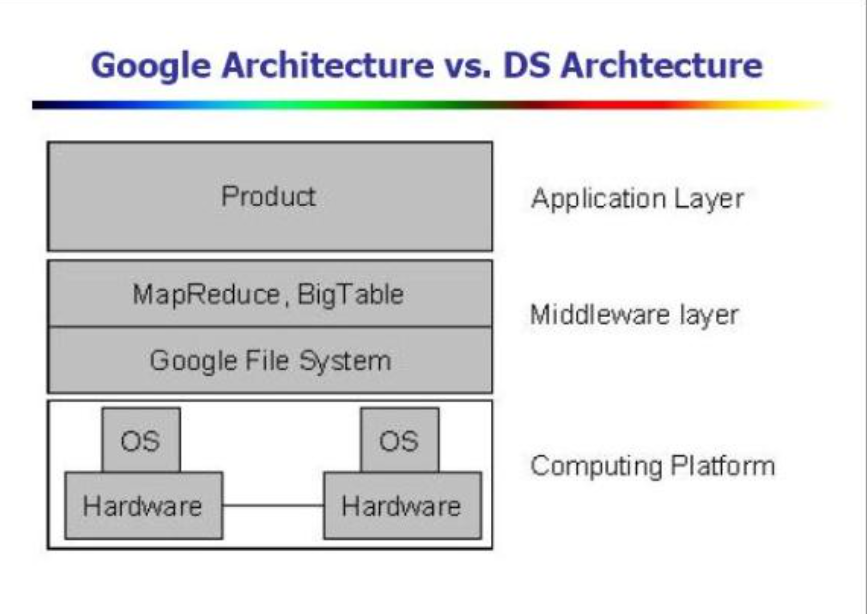 Google Architecture vs. DS Archtecture
Product
Application Layer
MapReduce, BigTable
Middleware layer
Google File System
OS
OS
Computing Platform
Hardware
Hardware